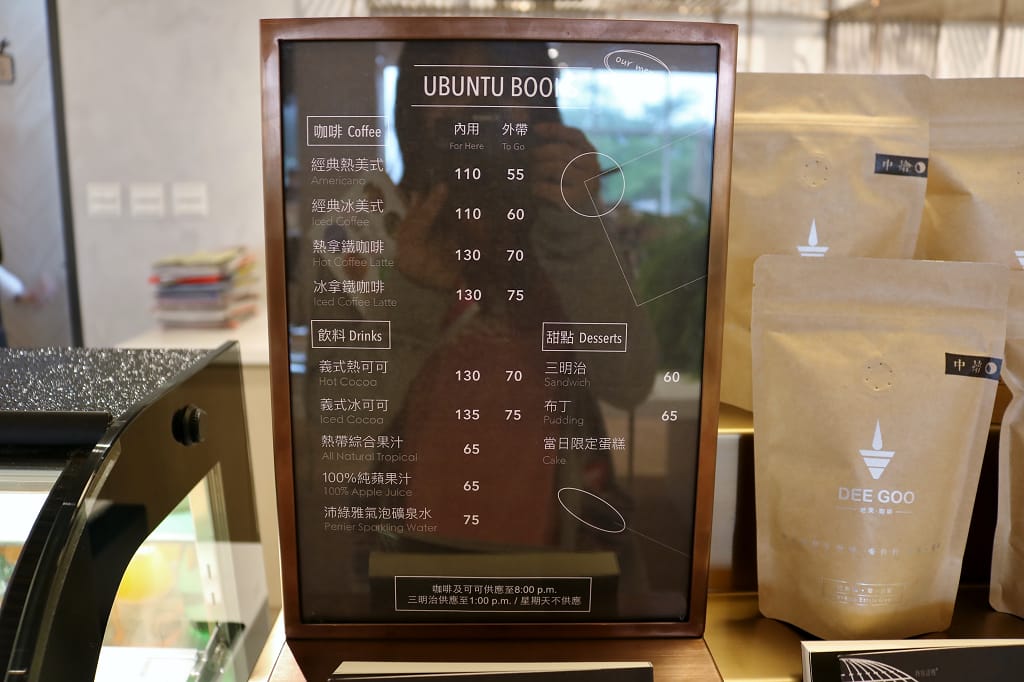 our
UBUNTU BOOKS
咖啡 Coffee 內用 外帶
For Here To Go
經典熱美式 110 55
Americano
經典冰美式 110 60
Iced Coffee
熱拿鐵咖啡 130 70
Hot Coffee Latte
冰拿鐵咖啡 130 75
Iced Coffee Latte
飲料 Drinks
義式熱可可 130 70
Hot Cocoa
義式冰可可 135 75
Iced Cocoa
熱帶綜合果汁 65
All Natural Tropical
100%純蘋果汁 65
100% Apple Juice
沛綠雅氣泡礦泉水 75
Perrier Sparkling Water
甜點 Desserts
三明治 60
Sandwich
布丁 65
Pudding
當日限定蛋糕
Cake
咖啡及可可供應至8:00 p.m.
三明治供應至1:00 p.m. / 星期天不供應
DEE GOO